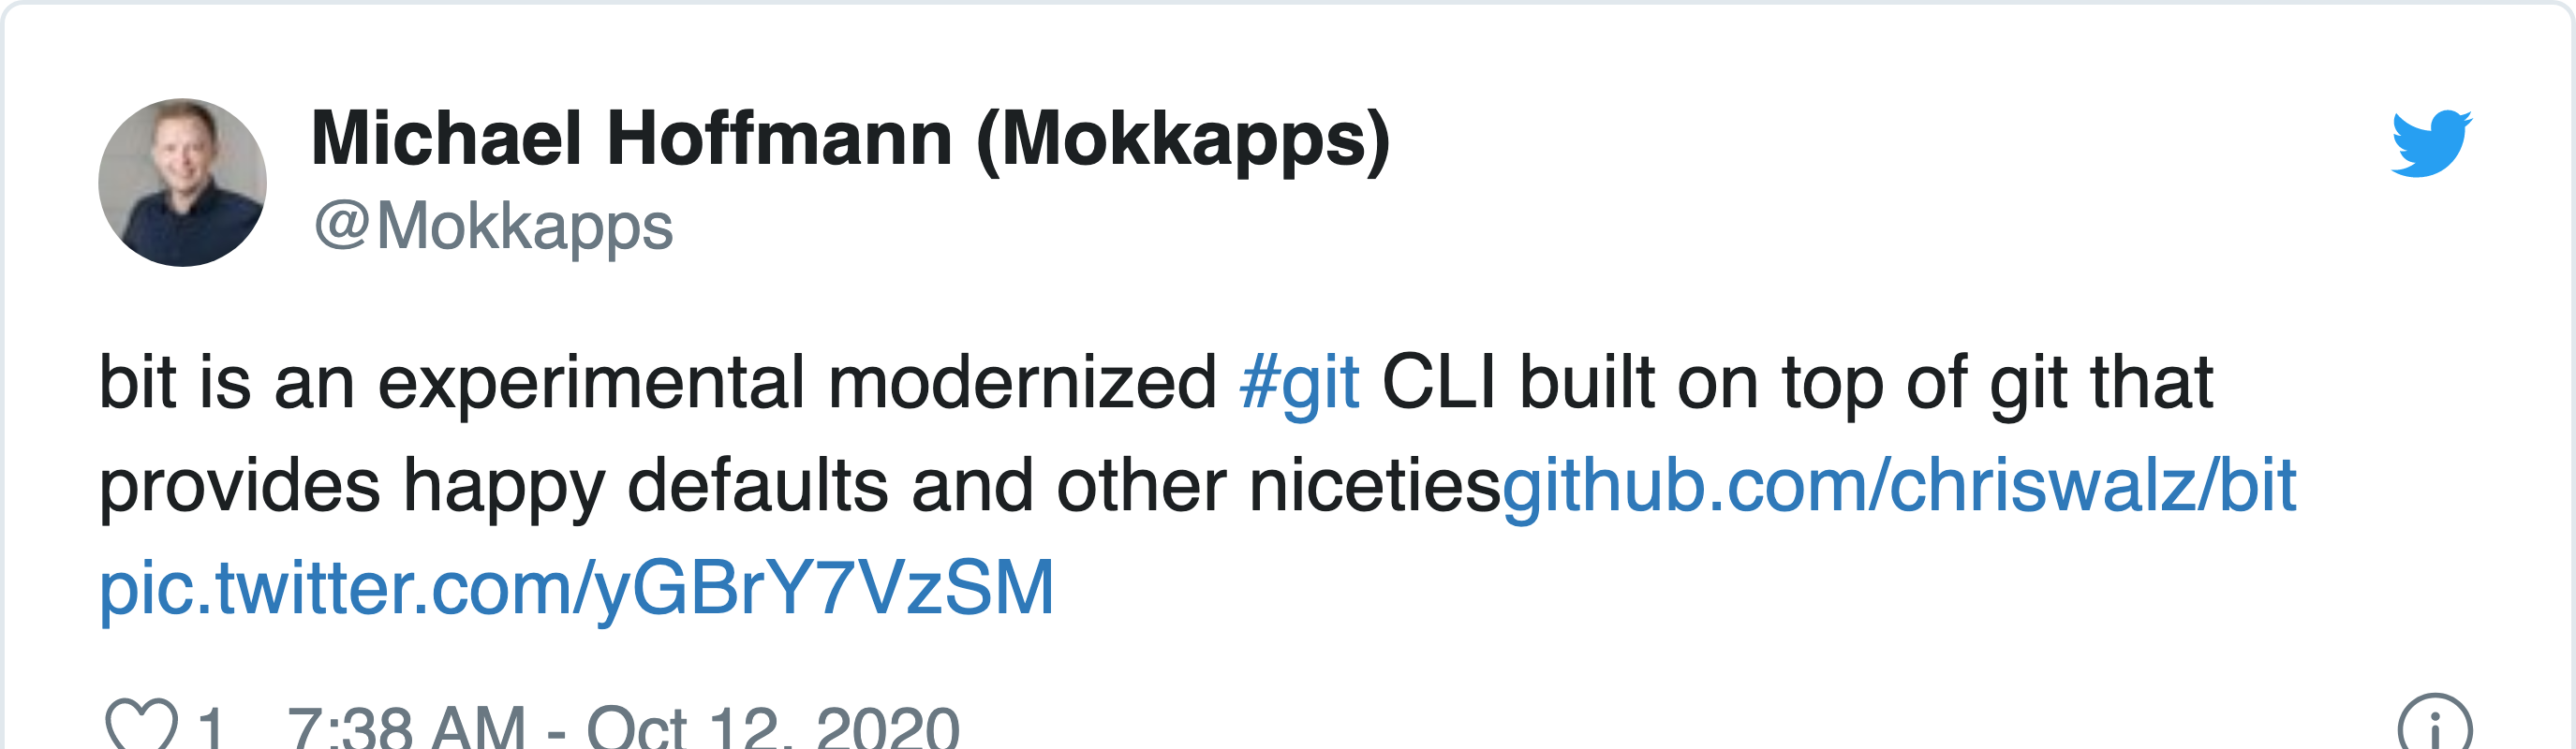 Michael Hoffmann (Mokkapps)
@Mokkapps
bit is an experimental modernized #git CLI built on top of git that
provides happy defaults and other nicetiesgithub.com/chriswalz/bit
pic.twitter.com/yGBrY7VzSM
1 7:38 AM - Oct 12, 2020